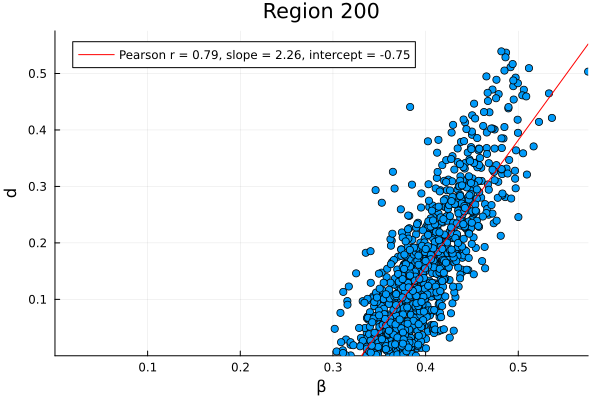 Region 200
Pearson r = 0.79, slope = 2.26, intercept = -0.75
d
0.5
0.4
0.3
0.2
0.1
0.1 0.2 0.3 0.4 0.5
β